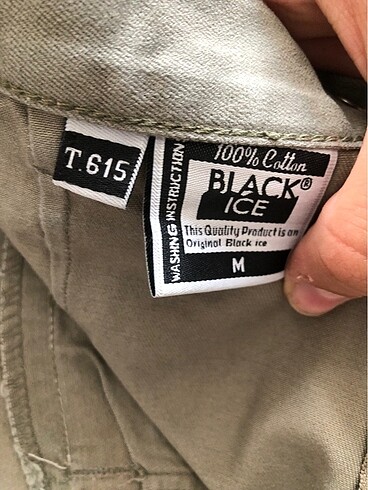 T.615
WASHING INSTRUCTION
100% Cotton
BLACK®
ICE
This Quality Product is an
Original Black ice
M